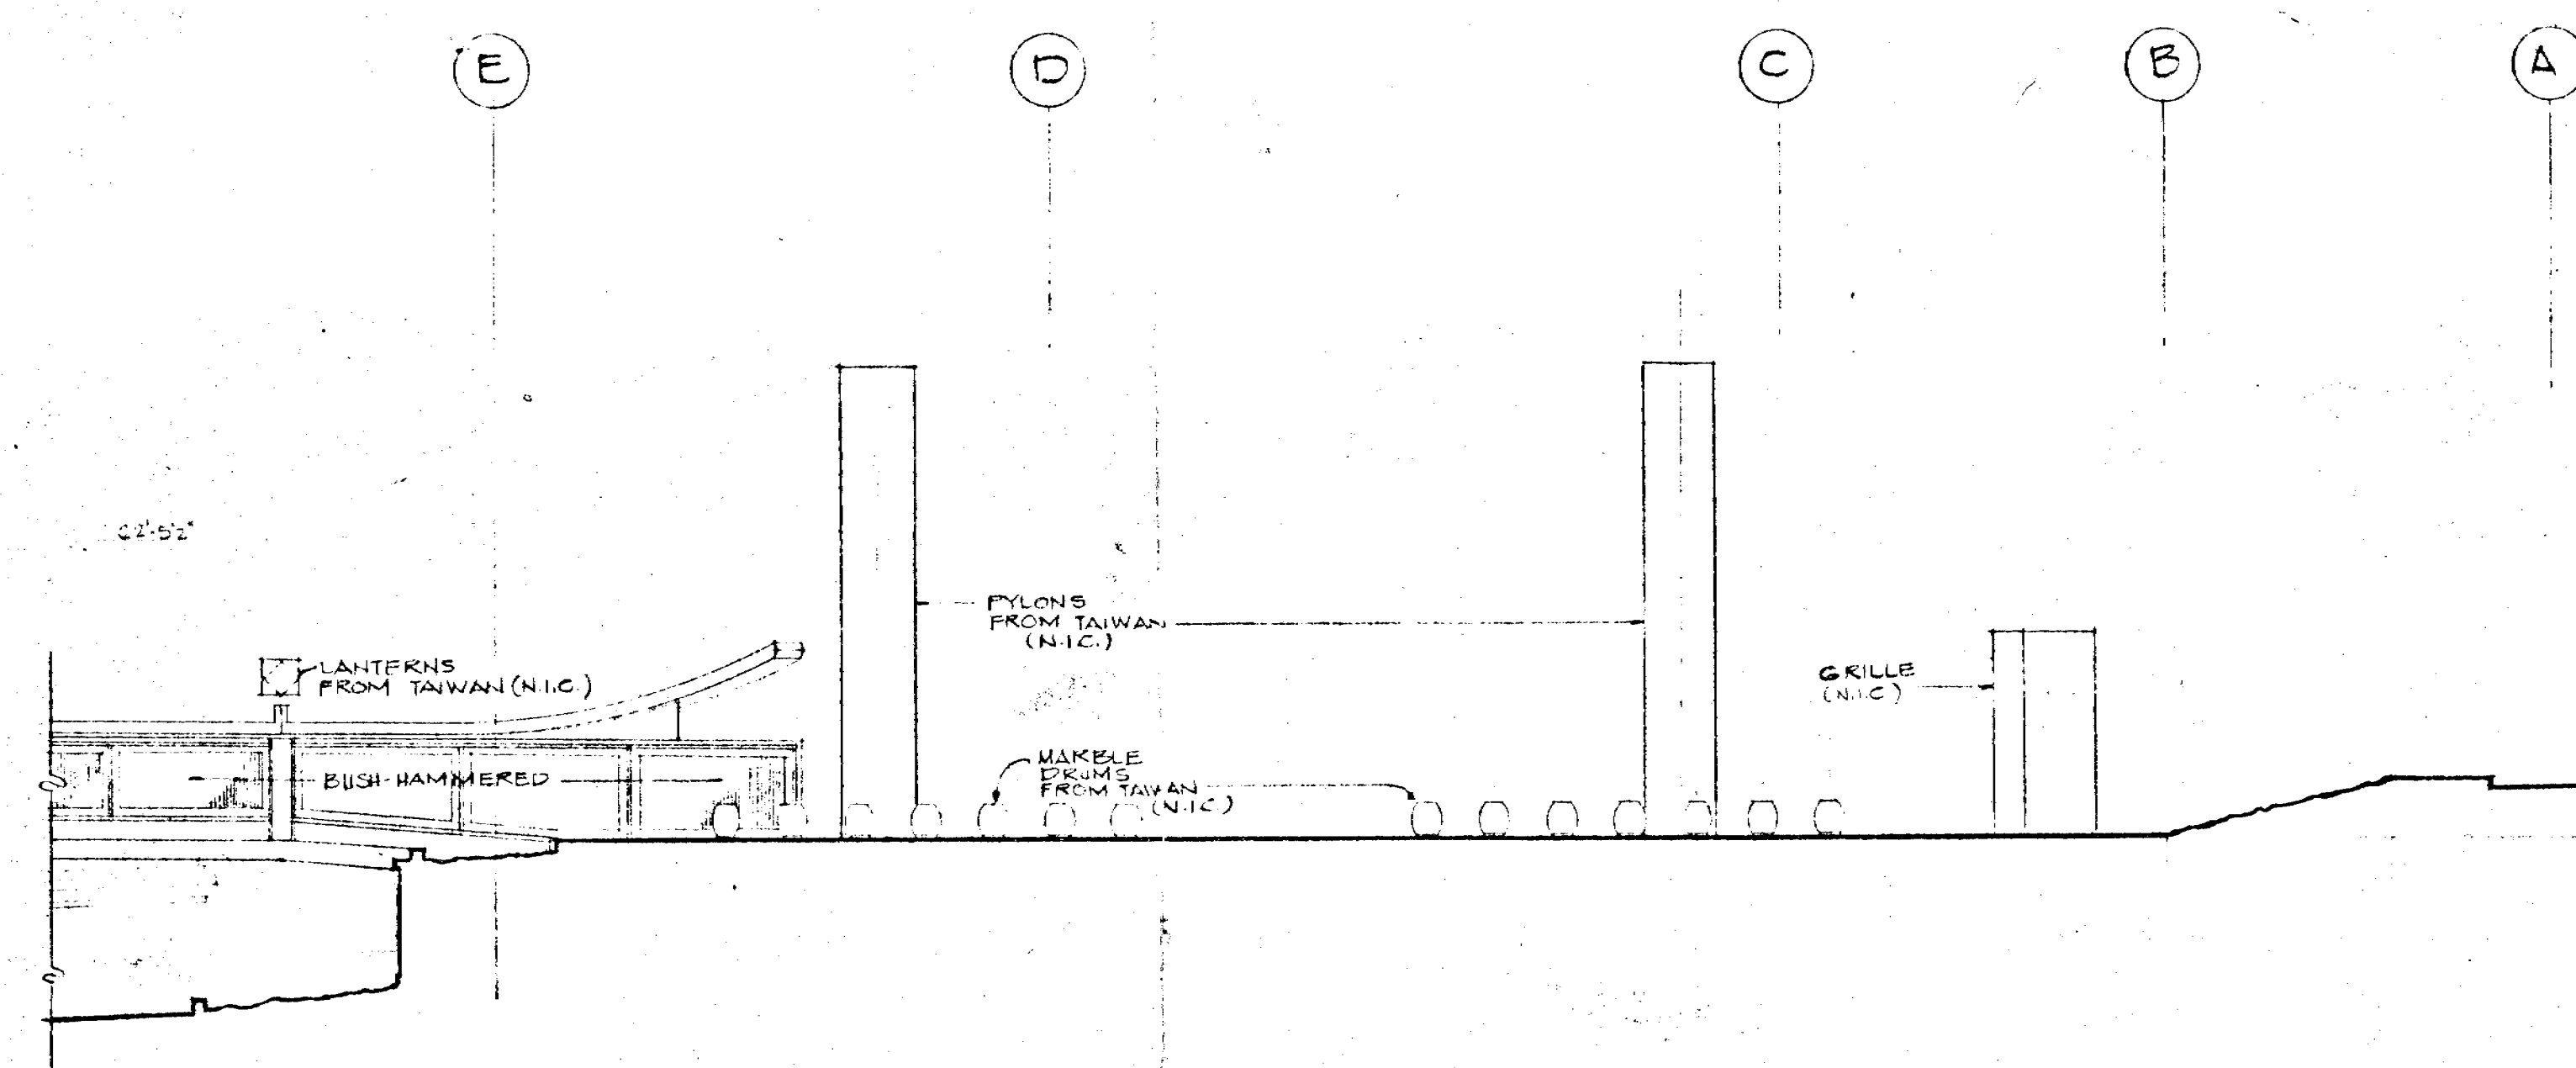 E
D
C
B
A
PYLONS
FROM TAIWAN
(N.I.C.)
LANTERNS
FROM TAIWAN (N.I.C.)
GRILLE
(N.I.C)
BUSH-HAMMERED
MARBLE
DRUMS
FROM TAIWAN
(N.I.C)